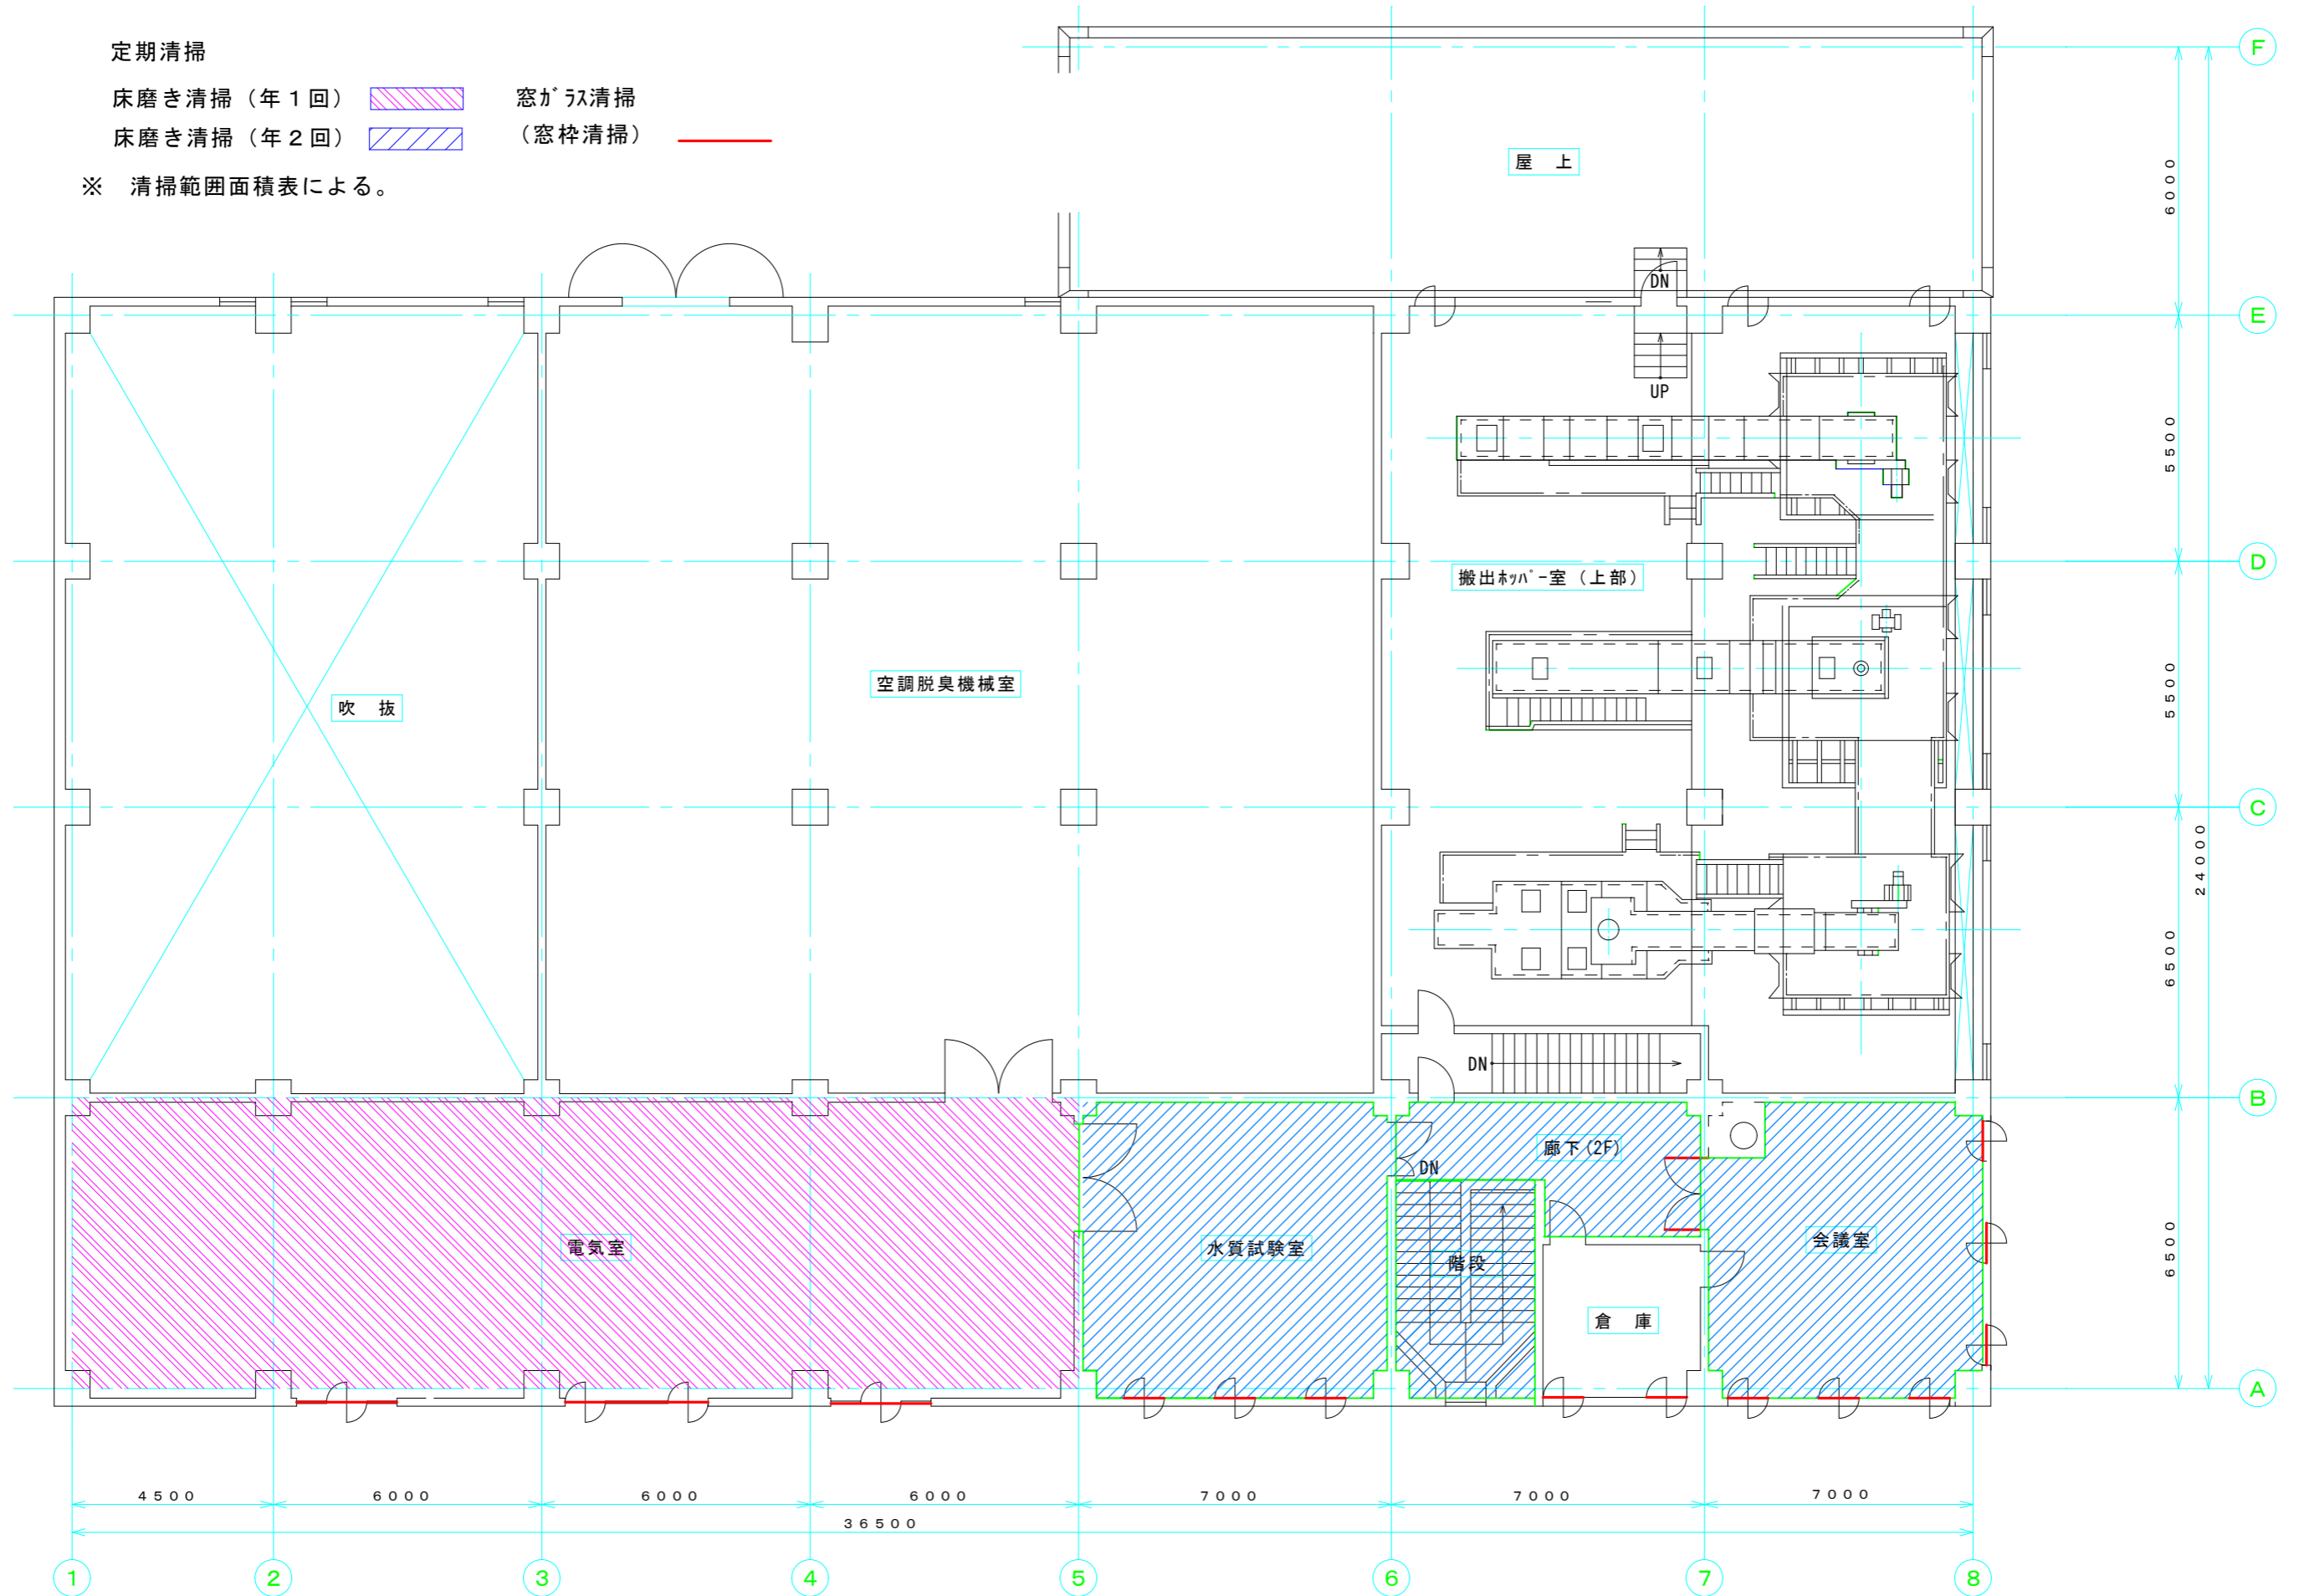 定期清掃
床磨き清掃（年１回）
窓ｶﾞﾗｽ清掃
床磨き清掃（年２回）
（窓枠清掃）
※　清掃範囲面積表による。
屋　上
DN
UP
搬出ﾎｯﾊﾟｰ室（上部）
空調脱臭機械室
吹　抜
DN
廊下(2F)
DN
電気室
水質試験室
階段
会議室
倉　庫
F
E
D
C
B
A
6000
5500
5500
6500
6500
24000
4500
6000
6000
6000
7000
7000
7000
36500
1
2
3
4
5
6
7
8